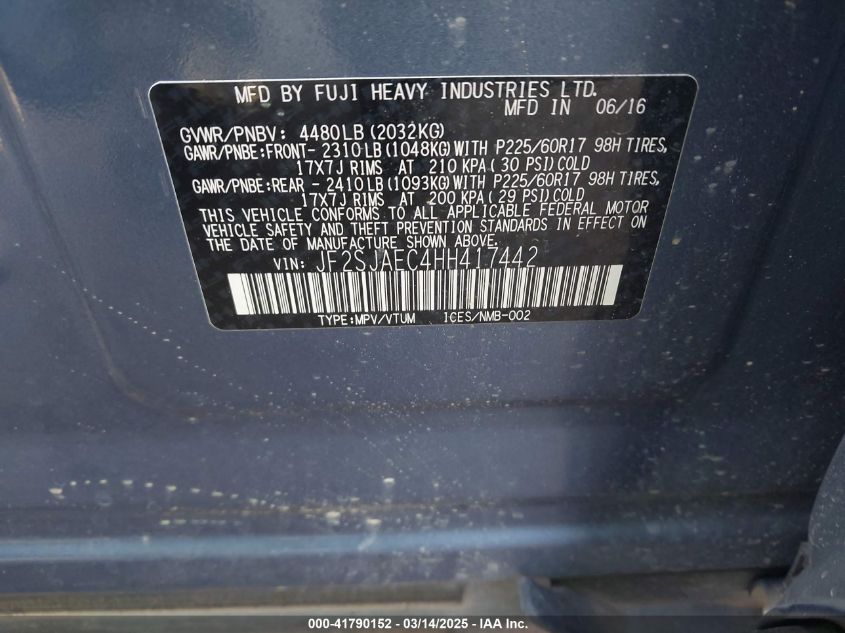 MFD BY FUJI HEAVY INDUSTRIES LTD.
MFD IN 06/16
GVWR/PNBV: 4480LB (2032KG)
GAWR/PNBE:FRONT- 2310LB (1048KG) WITH P225/60R17 98H TIRES,
17X7J RIMS AT 210 KPA ( 30 PSI) COLD
GAWR/PNBE:REAR - 2410LB (1093KG) WITH P225/60R17 98H TIRES,
17X7J RIMS AT 200 KPA ( 29 PSI) COLD
THIS VEHICLE CONFORMS TO ALL APPLICABLE FEDERAL MOTOR
VEHICLE SAFETY AND THEFT PREVENTION STANDARDS IN EFFECT ON
THE DATE OF MANUFACTURE SHOWN ABOVE.
VIN: JF2SJAEC4HH417442
TYPE:MPV/VTUM ICES/NMB-002
000-41790152 - 03/14/2025 - IAA Inc.